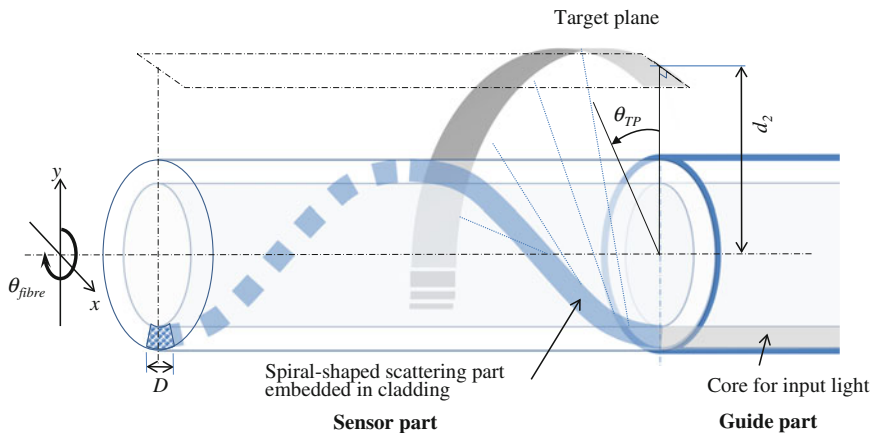 Target plane
θTP
d2
y
x
θfibre
D
Spiral-shaped scattering part
embedded in cladding
Core for input light
Sensor part
Guide part